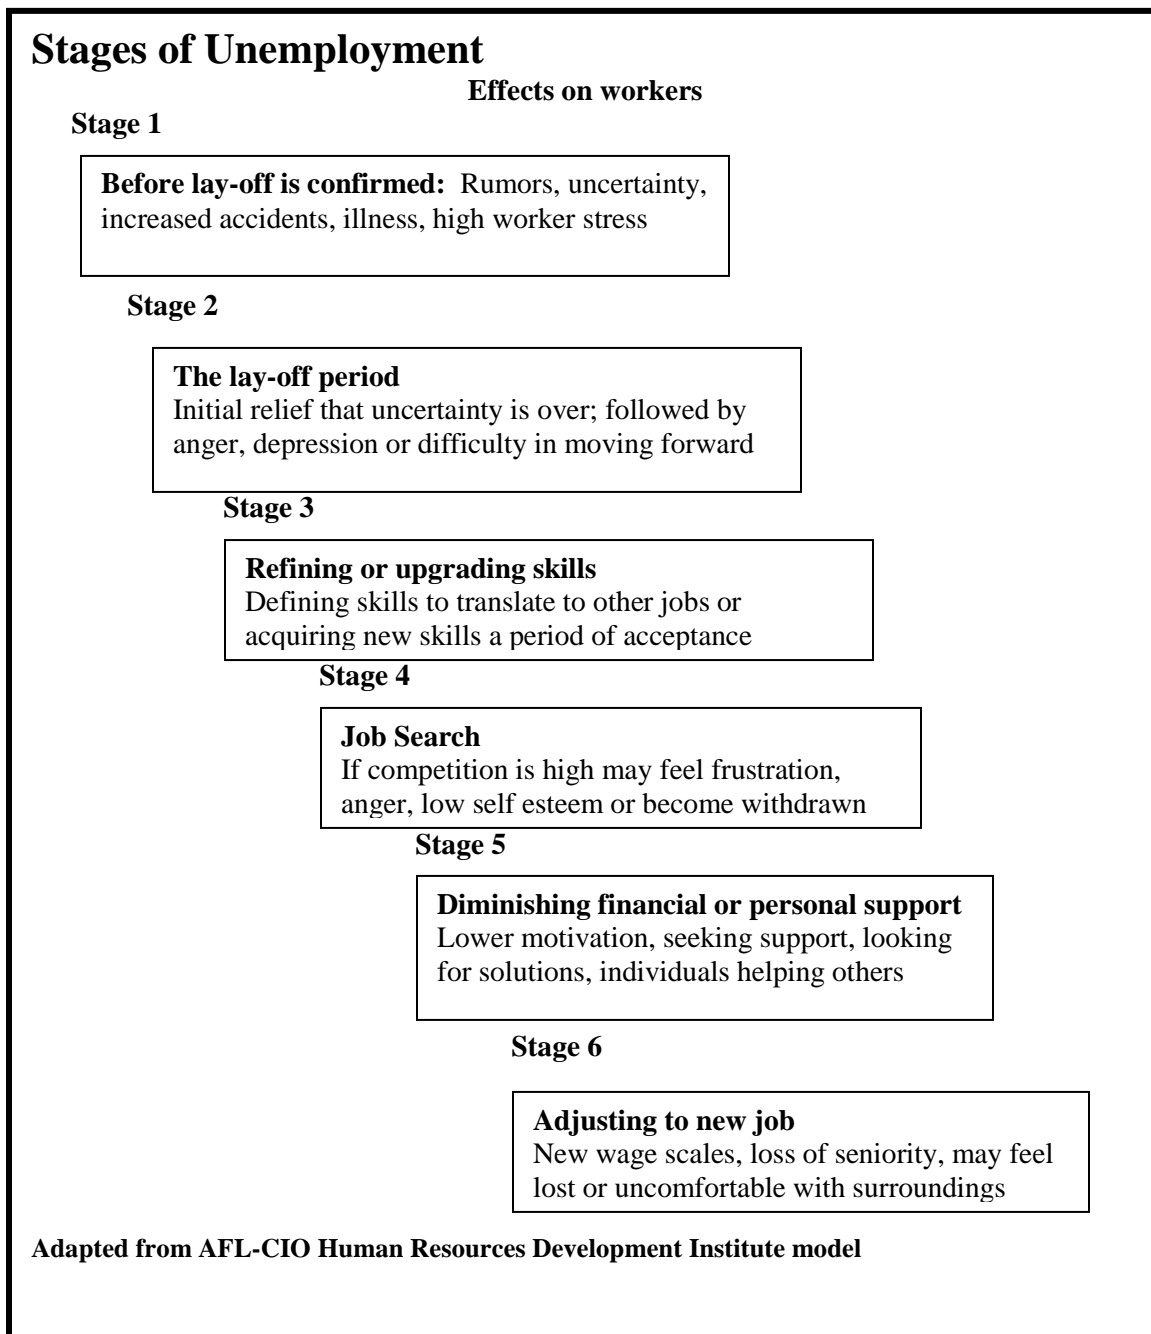 Stages of Unemployment
Effects on workers
Stage 1
Before lay-off is confirmed: Rumors, uncertainty,
increased accidents, illness, high worker stress
Stage 2
The lay-off period
Initial relief that uncertainty is over; followed by
anger, depression or difficulty in moving forward
Stage 3
Refining or upgrading skills
Defining skills to translate to other jobs or
acquiring new skills a period of acceptance
Stage 4
Job Search
If competition is high may feel frustration,
anger, low self esteem or become withdrawn
Stage 5
Diminishing financial or personal support
Lower motivation, seeking support, looking
for solutions, individuals helping others
Stage 6
Adjusting to new job
New wage scales, loss of seniority, may feel
lost or uncomfortable with surroundings
Adapted from AFL-CIO Human Resources Development Institute model